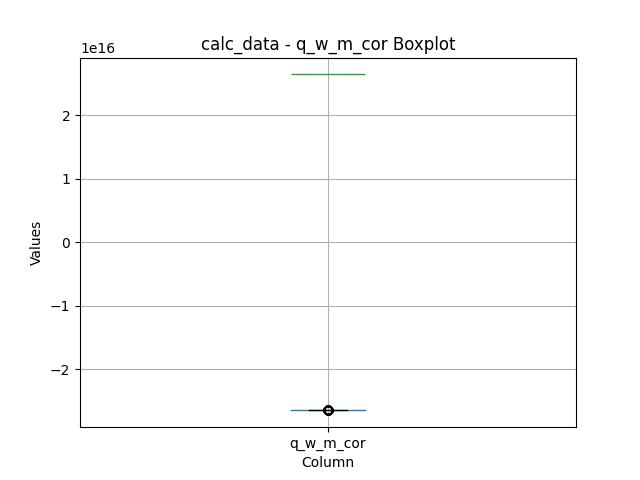 calc_data - q_w_m_cor Boxplot
1e16
2
1
0
−1
−2
Values
q_w_m_cor
Column